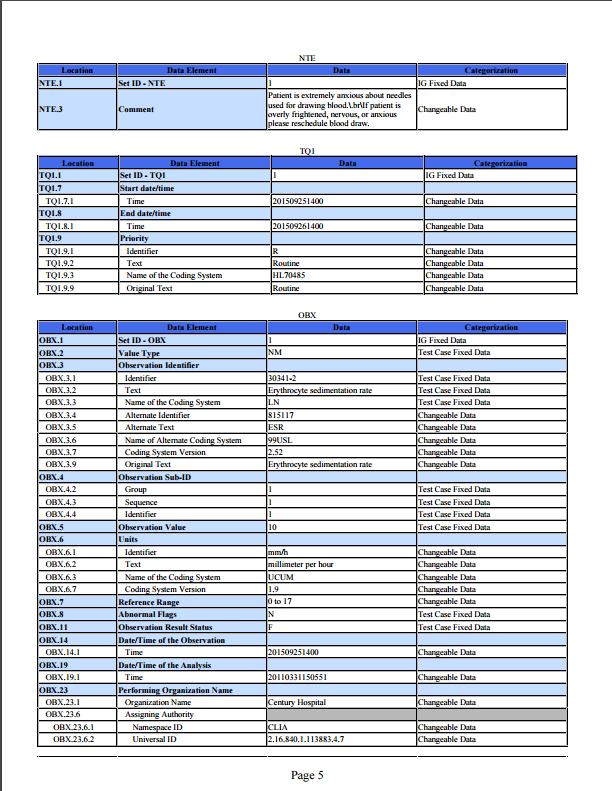 NTE
Location Data Element Data Categorization
NTE.1 Set ID - NTE 1 IG Fixed Data
NTE.3 Comment Patient is extremely anxious about needles
used for drawing blood.\.br\If patient is
overly frightened, nervous, or anxious
please reschedule blood draw. Changeable Data
TQ1
Location Data Element Data Categorization
TQ1.1 Set ID - TQ1 1 IG Fixed Data
TQ1.7 Start date/time
TQ1.7.1 Time 201509251400 Changeable Data
TQ1.8 End date/time
TQ1.8.1 Time 201509261400 Changeable Data
TQ1.9 Priority
TQ1.9.1 Identifier R Changeable Data
TQ1.9.2 Text Routine Changeable Data
TQ1.9.3 Name of the Coding System HL70485 Changeable Data
TQ1.9.9 Original Text Routine Changeable Data
OBX
Location Data Element Data Categorization
OBX.1 Set ID - OBX 1 IG Fixed Data
OBX.2 Value Type NM Test Case Fixed Data
OBX.3 Observation Identifier
OBX.3.1 Identifier 30341-2 Test Case Fixed Data
OBX.3.2 Text Erythrocyte sedimentation rate Test Case Fixed Data
OBX.3.3 Name of the Coding System LN Test Case Fixed Data
OBX.3.4 Alternate Identifier 815117 Changeable Data
OBX.3.5 Alternate Text ESR Changeable Data
OBX.3.6 Name of Alternate Coding System 99USL Changeable Data
OBX.3.7 Coding System Version 2.52 Changeable Data
OBX.3.9 Original Text Erythrocyte sedimentation rate Changeable Data
OBX.4 Observation Sub-ID
OBX.4.2 Group 1 Test Case Fixed Data
OBX.4.3 Sequence 1 Test Case Fixed Data
OBX.4.4 Identifier 1 Test Case Fixed Data
OBX.5 Observation Value 10 Test Case Fixed Data
OBX.6 Units
OBX.6.1 Identifier mm/h Changeable Data
OBX.6.2 Text millimeter per hour Changeable Data
OBX.6.3 Name of the Coding System UCUM Changeable Data
OBX.6.7 Coding System Version 1.9 Changeable Data
OBX.7 Reference Range 0 to 17 Changeable Data
OBX.8 Abnormal Flags N Test Case Fixed Data
OBX.11 Observation Result Status F Test Case Fixed Data
OBX.14 Date/Time of the Observation
OBX.14.1 Time 201509251400 Changeable Data
OBX.19 Date/Time of the Analysis
OBX.19.1 Time 20110331150551 Changeable Data
OBX.23 Performing Organization Name
OBX.23.1 Organization Name Century Hospital Changeable Data
OBX.23.6 Assigning Authority
OBX.23.6.1 Namespace ID CLIA Changeable Data
OBX.23.6.2 Universal ID 2.16.840.1.113883.4.7 Changeable Data
Page 5